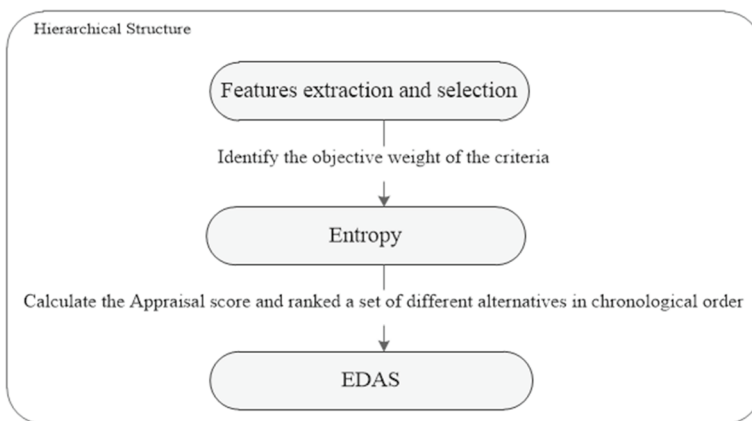 Hierarchical Structure
Features extraction and selection
Identify the objective weight of the criteria
Entropy
Calculate the Appraisal score and ranked a set of different alternatives in chronological order
EDAS